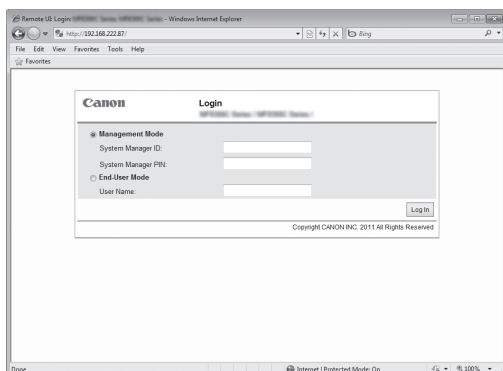 Remote UI: Login: - Windows Internet Explorer
http://192.168.222.87/
Bing
File Edit View Favorites Tools Help
Favorites
Canon
Login
Management Mode
System Manager ID:
System Manager PIN:
End-User Mode
User Name:
Log In
Copyright CANON INC. 2011 All Rights Reserved
Done
Internet | Protected Mode: On
100%